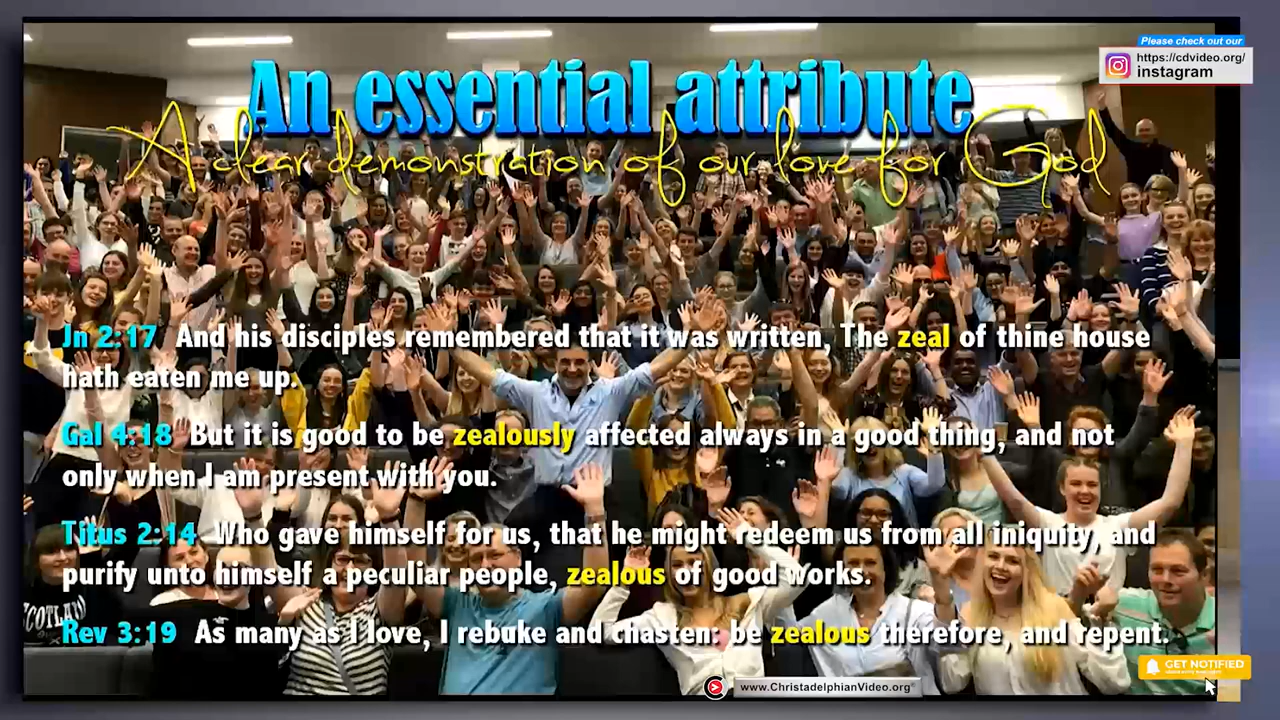 Please check out our
https://cdvideo.org/
instagram
An essential attribute
A clear demonstration of our love for God
Jn 2:17 And his disciples remembered that it was written, The zeal of thine house
hath eaten me up.
Gal 4:18 But it is good to be zealously affected always in a good thing, and not
only when I am present with you.
Titus 2:14 Who gave himself for us, that he might redeem us from all iniquity, and
purify unto himself a peculiar people, zealous of good works.
SCOTLAND
Rev 3:19 As many as I love, I rebuke and chasten: be zealous therefore, and repent.
GET NOTIFIED
www.ChristadelphianVideo.org